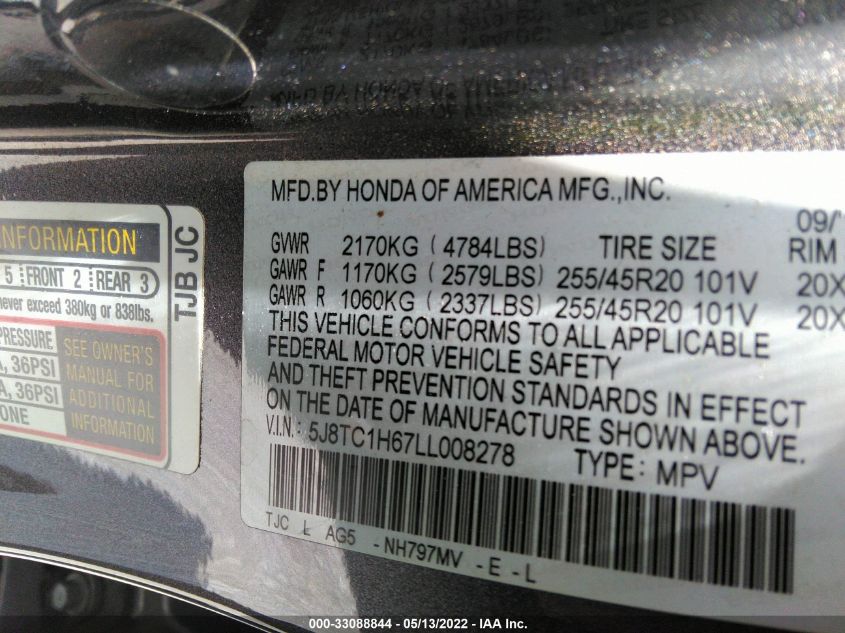 INFORMATION
5 FRONT 2 REAR 3
never exceed 380kg or 838lbs.
PRESSURE
36PSI
36PSI
SEE OWNER'S
MANUAL FOR
ADDITIONAL
INFORMATION
TJB JC
MFD.BY HONDA OF AMERICA MFG.,INC.
09/
GVWR 2170KG ( 4784LBS) TIRE SIZE RIM
GAWR F 1170KG ( 2579LBS) 255/45R20 101V 20X
GAWR R 1060KG ( 2337LBS) 255/45R20 101V 20X
THIS VEHICLE CONFORMS TO ALL APPLICABLE
FEDERAL MOTOR VEHICLE SAFETY
AND THEFT PREVENTION STANDARDS IN EFFECT
ON THE DATE OF MANUFACTURE SHOWN ABOVE.
V.I.N.: 5J8TC1H67LL008278 TYPE: MPV
TJC L AG5 - NH797MV - E - L
000-33088844 / 05/13/2022 - IAA Inc.